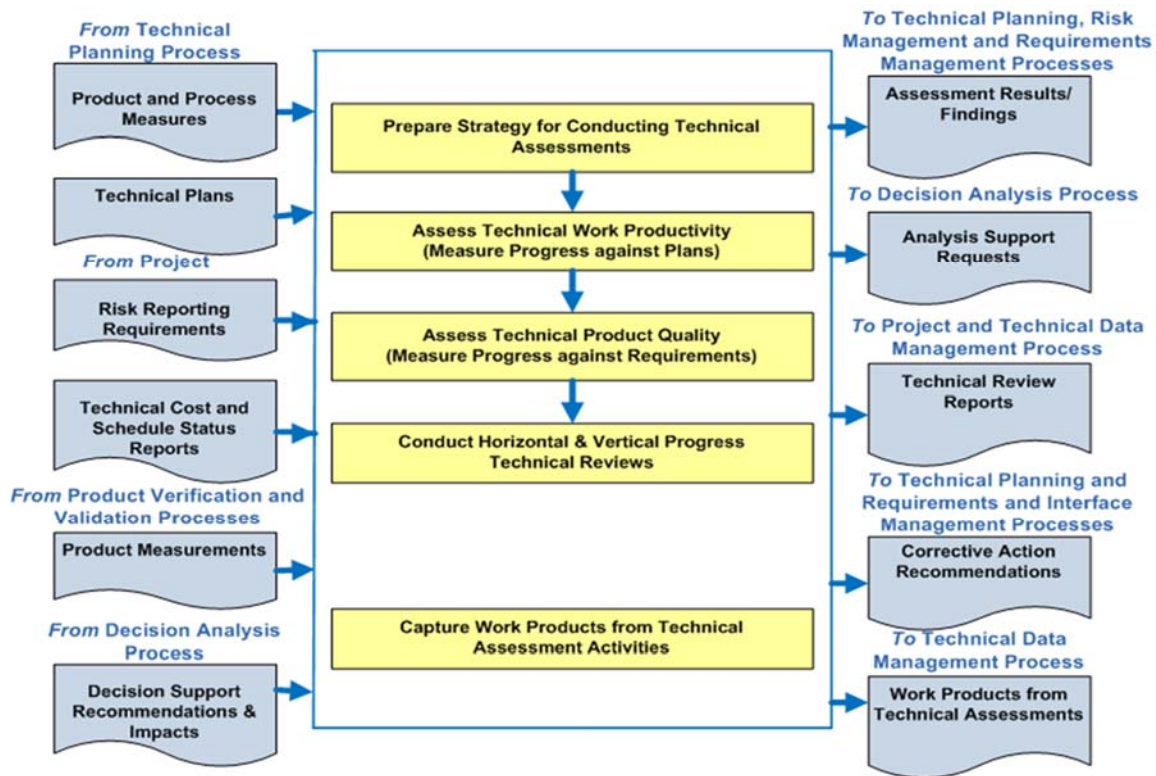 From Technical
Planning Process
Product and Process
Measures
Technical Plans
From Project
Risk Reporting
Requirements
Technical Cost and
Schedule Status
Reports
From Product Verification and
Validation Processes
Product Measurements
From Decision Analysis
Process
Decision Support
Recommendations &
Impacts
Prepare Strategy for Conducting Technical
Assessments
Assess Technical Work Productivity
(Measure Progress against Plans)
Assess Technical Product Quality
(Measure Progress against Requirements)
Conduct Horizontal & Vertical Progress
Technical Reviews
Capture Work Products from Technical
Assessment Activities
To Technical Planning, Risk
Management and Requirements
Management Processes
Assessment Results/
Findings
To Decision Analysis Process
Analysis Support
Requests
To Project and Technical Data
Management Process
Technical Review
Reports
To Technical Planning and
Requirements and Interface
Management Processes
Corrective Action
Recommendations
To Technical Data
Management Process
Work Products from
Technical Assessments